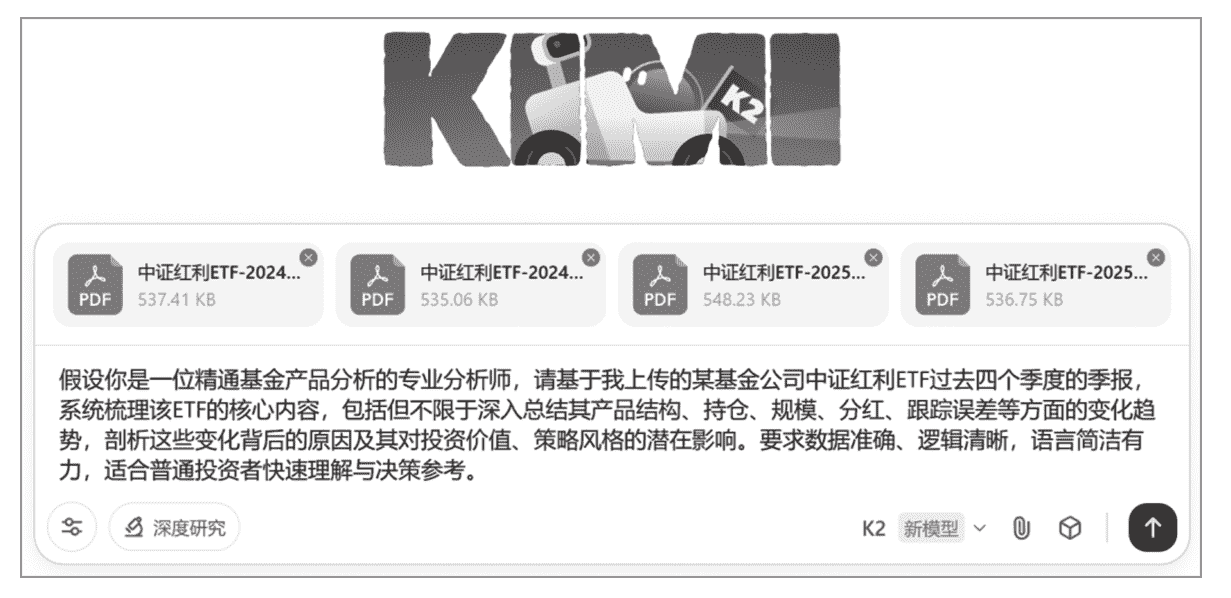 KIMI
K2
中证红利ETF-2024...
537.41 KB
PDF
中证红利ETF-2024...
535.06 KB
PDF
中证红利ETF-2025...
548.23 KB
PDF
中证红利ETF-2025...
536.75 KB
PDF
假设你是一位精通基金产品分析的专业分析师，请基于我上传的某基金公司中证红利ETF过去四个季度的季报，
系统梳理该ETF的核心内容，包括但不限于深入总结其产品结构、持仓、规模、分红、跟踪误差等方面的变化趋
势，剖析这些变化背后的原因及其对投资价值、策略风格的潜在影响。要求数据准确、逻辑清晰，语言简洁有
力，适合普通投资者快速理解与决策参考。
深度研究
K2 新模型